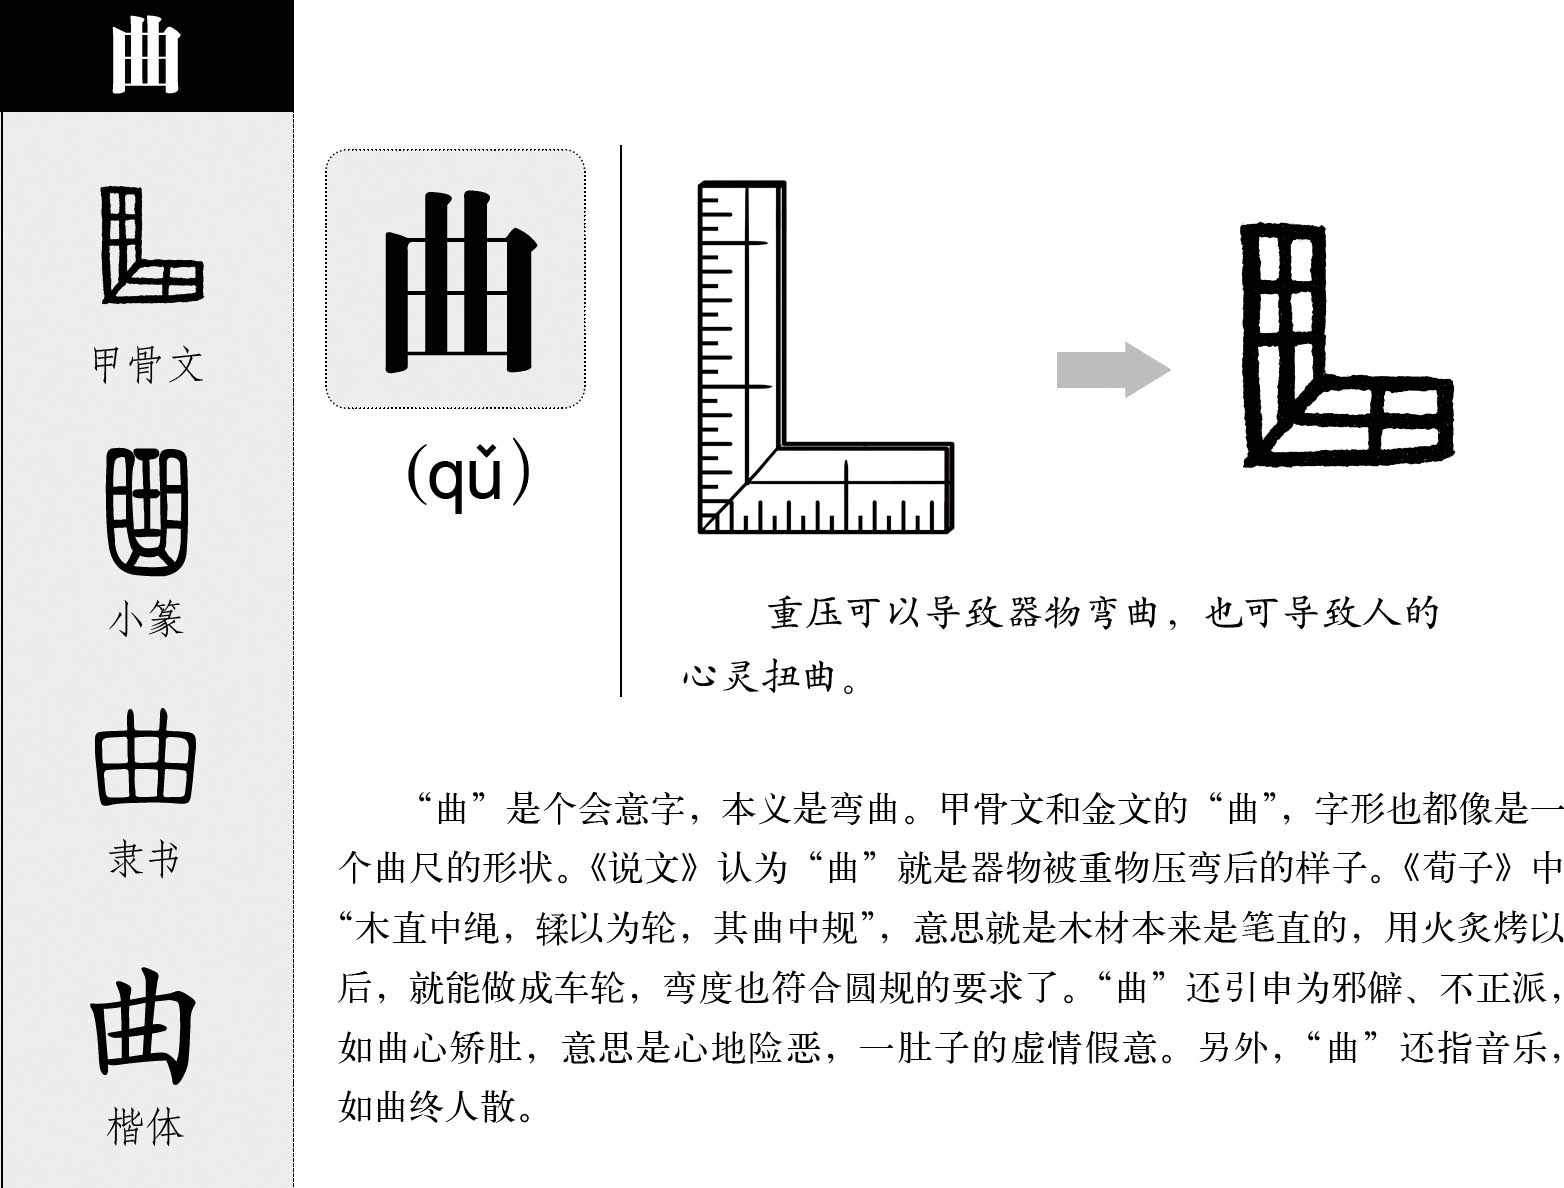 曲
甲骨文
小篆
隶书
楷体
曲
(qǔ)
重压可以导致器物弯曲，也可导致人的
心灵扭曲。
“曲”是个会意字，本义是弯曲。甲骨文和金文的“曲”，字形也都像是一
个曲尺的形状。《说文》认为“曲”就是器物被重物压弯后的样子。《荀子》中
“木直中绳，𫐓以为轮，其曲中规”，意思就是木材本来是笔直的，用火炙烤以
后，就能做成车轮，弯度也符合圆规的要求了。“曲”还引申为邪僻、不正派，
如曲心矫肚，意思是心地险恶，一肚子的虚情假意。另外，“曲”还指音乐，
如曲终人散。